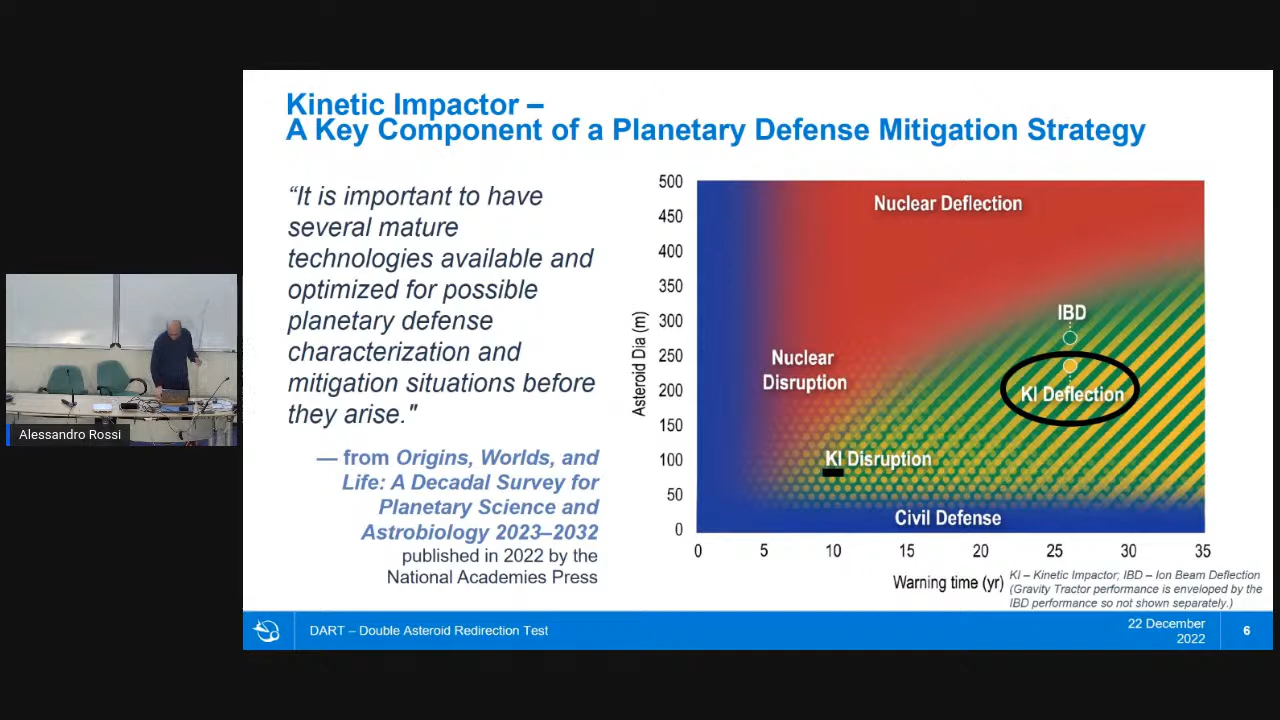 Kinetic Impactor –
A Key Component of a Planetary Defense Mitigation Strategy
“It is important to have
several mature
technologies available and
optimized for possible
planetary defense
characterization and
mitigation situations before
they arise."
— from Origins, Worlds, and
Life: A Decadal Survey for
Planetary Science and
Astrobiology 2023–2032
published in 2022 by the
National Academies Press
Asteroid Dia (m)
500
450
400
350
300
250
200
150
100
50
0
Nuclear Deflection
IBD
Nuclear
Disruption
KI Deflection
KI Disruption
Civil Defense
0 5 10 15 20 25 30 35
Warning time (yr)
KI – Kinetic Impactor; IBD – Ion Beam Deflection
(Gravity Tractor performance is enveloped by the
IBD performance so not shown separately.)
Alessandro Rossi
DART – Double Asteroid Redirection Test
22 December
2022
6